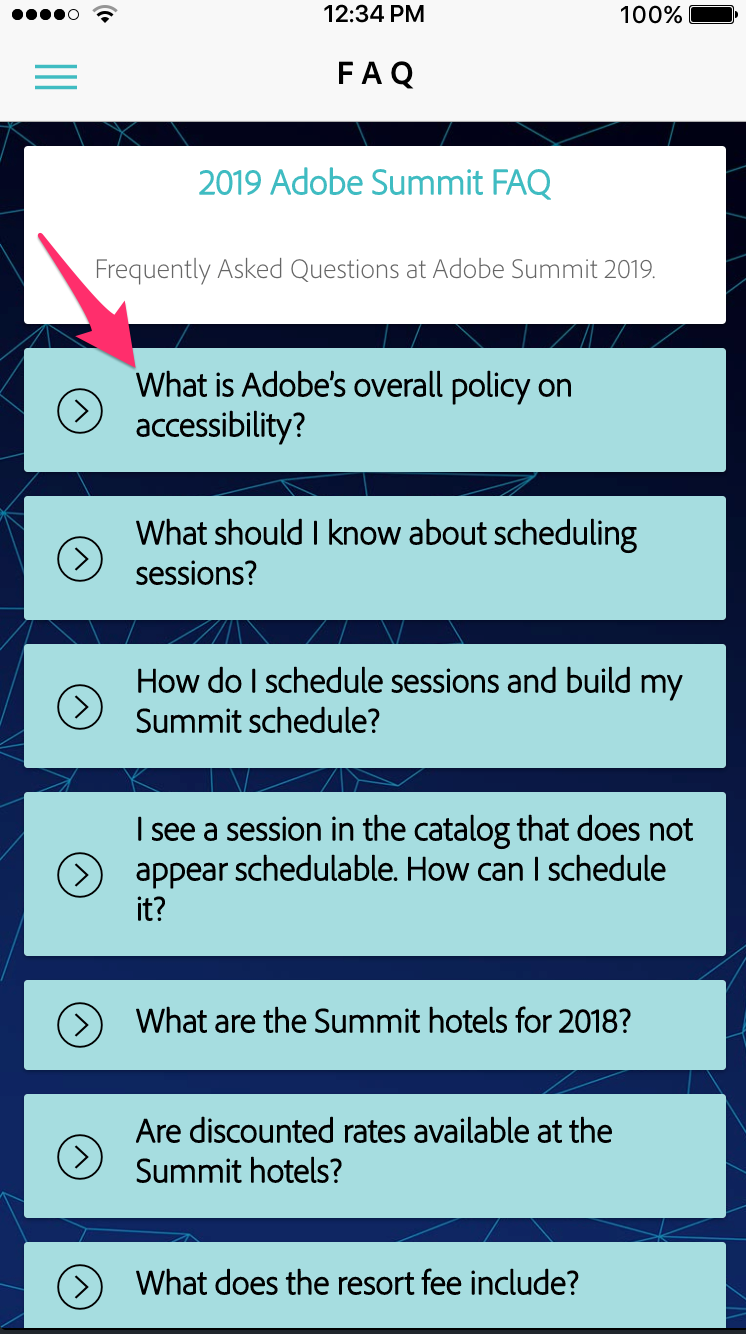 12:34 PM 100%
FAQ
2019 Adobe Summit FAQ
Frequently Asked Questions at Adobe Summit 2019.
What is Adobe's overall policy on
accessibility?
What should I know about scheduling
sessions?
How do I schedule sessions and build my
Summit schedule?
I see a session in the catalog that does not
appear schedulable. How can I schedule
it?
What are the Summit hotels for 2018?
Are discounted rates available at the
Summit hotels?
What does the resort fee include?